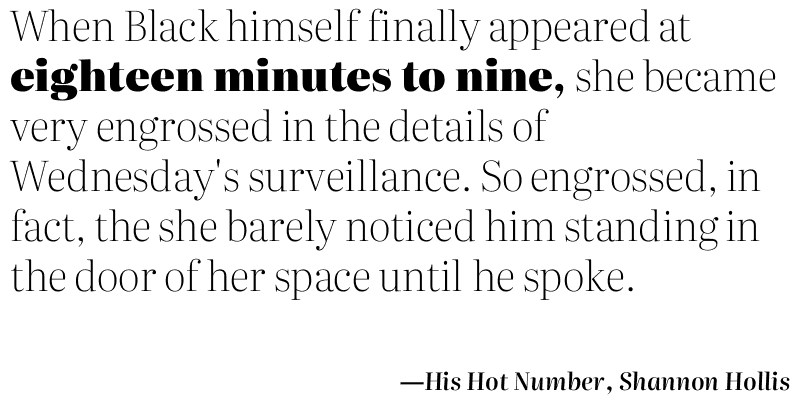 When Black himself finally appeared at
eighteen minutes to nine, she became
very engrossed in the details of
Wednesday's surveillance. So engrossed, in
fact, the she barely noticed him standing in
the door of her space until he spoke.
—His Hot Number, Shannon Hollis